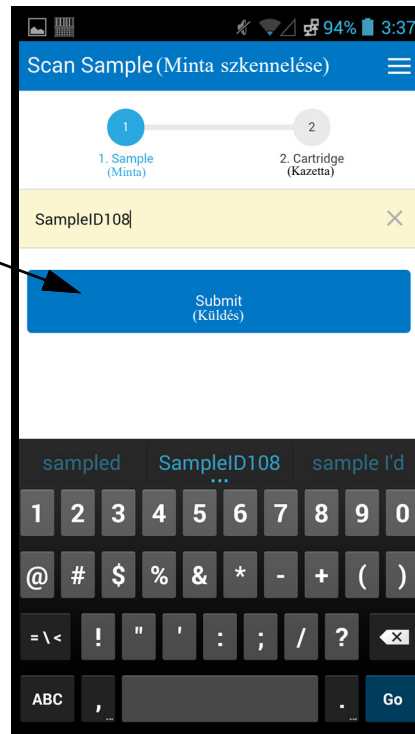 94% 3:37
Scan Sample (Minta szkennelése)
1 2
1. Sample 2. Cartridge
(Minta) (Kazetta)
SampleID108
Submit
(Küldés)
sampled SampleID108 sample I'd
1 2 3 4 5 6 7 8 9 0
@ # $ % & * - + ( )
= \ < ! " ' : ; / ?
ABC , . Go